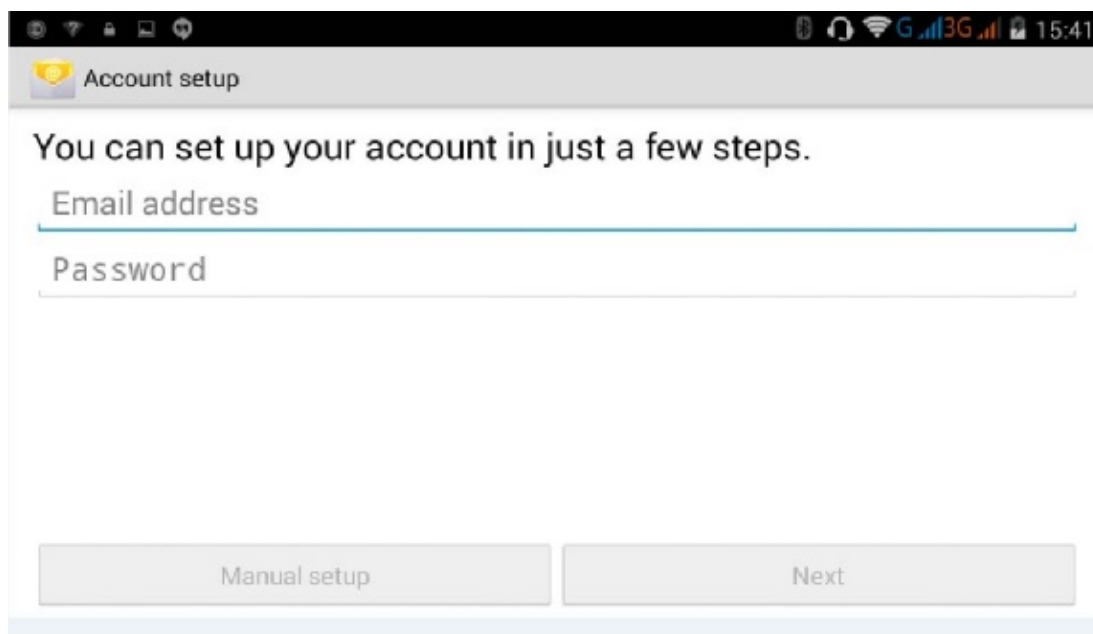 G 3G 15:41
Account setup
You can set up your account in just a few steps.
Email address
Password
Manual setup Next